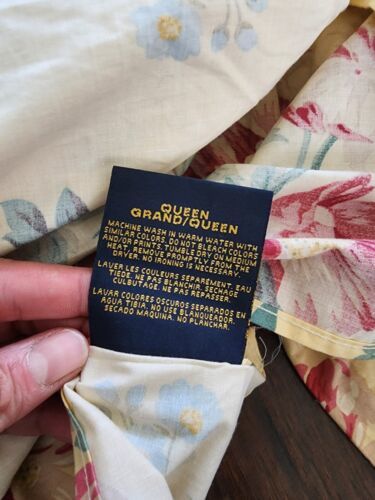 QUEEN
GRAND/QUEEN
MACHINE WASH IN WARM WATER WITH
SIMILAR COLORS. DO NOT BLEACH COLORS
AND/OR PRINTS. TUMBLE DRY ON MEDIUM
HEAT, REMOVE PROMPTLY FROM THE
DRYER. NO IRONING IS NECESSARY.
LAVER LES COULEURS SEPAREMENT. EAU
TIEDE. NE PAS BLANCHIR. SECHAGE
CULBUTAGE. NE PAS REPASSER.
LAVAR COLORES OSCUROS SEPARADOS EN
AGUA TIBIA. NO USE BLANQUEADOR.
SECADO MAQUINA. NO PLANCHAR.